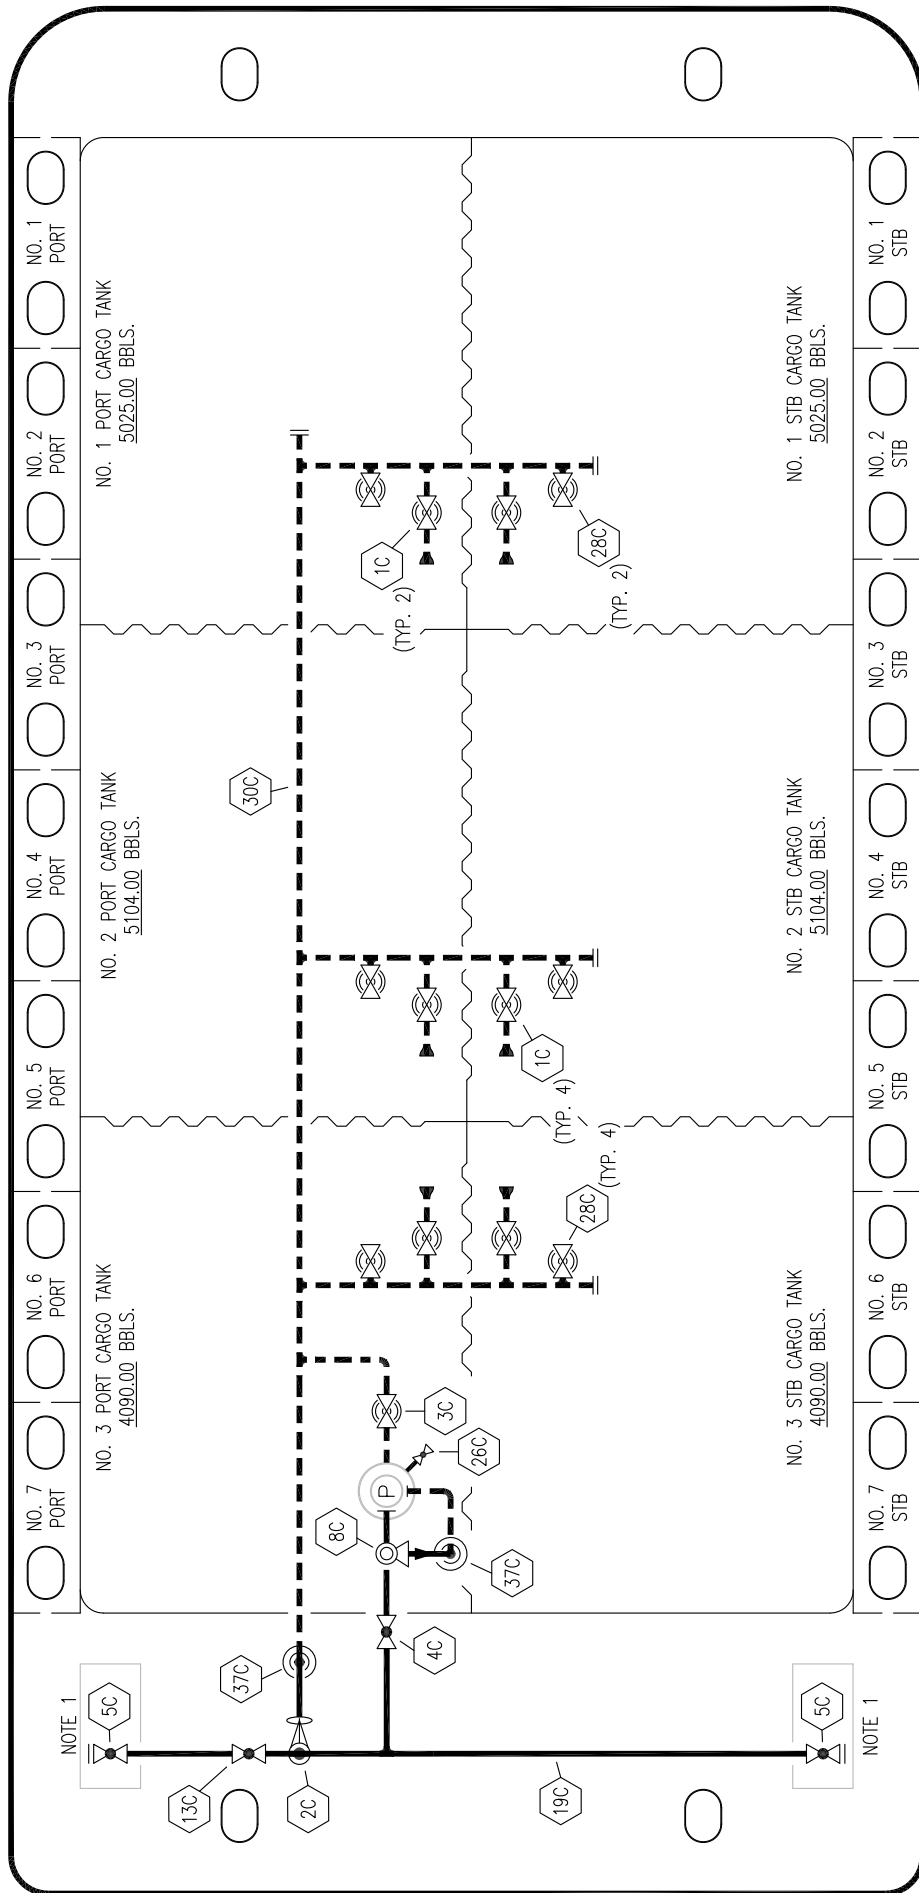 NO. 1
PORT
NO. 2
PORT
NO. 3
PORT
NO. 4
PORT
NO. 5
PORT
NO. 6
PORT
NO. 7
PORT
NO. 1 PORT CARGO TANK
5025.00 BBLS.
NO. 2 PORT CARGO TANK
5104.00 BBLS.
NO. 3 PORT CARGO TANK
4090.00 BBLS.
30C
1C
(TYP. 2)
28C
(TYP. 2)
1C
(TYP. 4)
28C
(TYP. 4)
3C
26C
P
8C
37C
4C
37C
NOTE 1
5C
13C
2C
19C
5C
NOTE 1
NO. 1 STB CARGO TANK
5025.00 BBLS.
NO. 2 STB CARGO TANK
5104.00 BBLS.
NO. 3 STB CARGO TANK
4090.00 BBLS.
NO. 1
STB
NO. 2
STB
NO. 3
STB
NO. 4
STB
NO. 5
STB
NO. 6
STB
NO. 7
STB